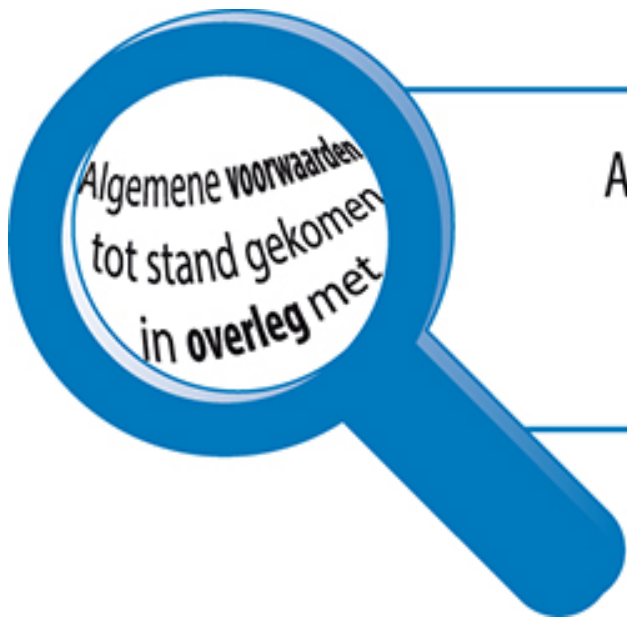 Algemene voorwaarden
tot stand gekomen
in overleg met
A